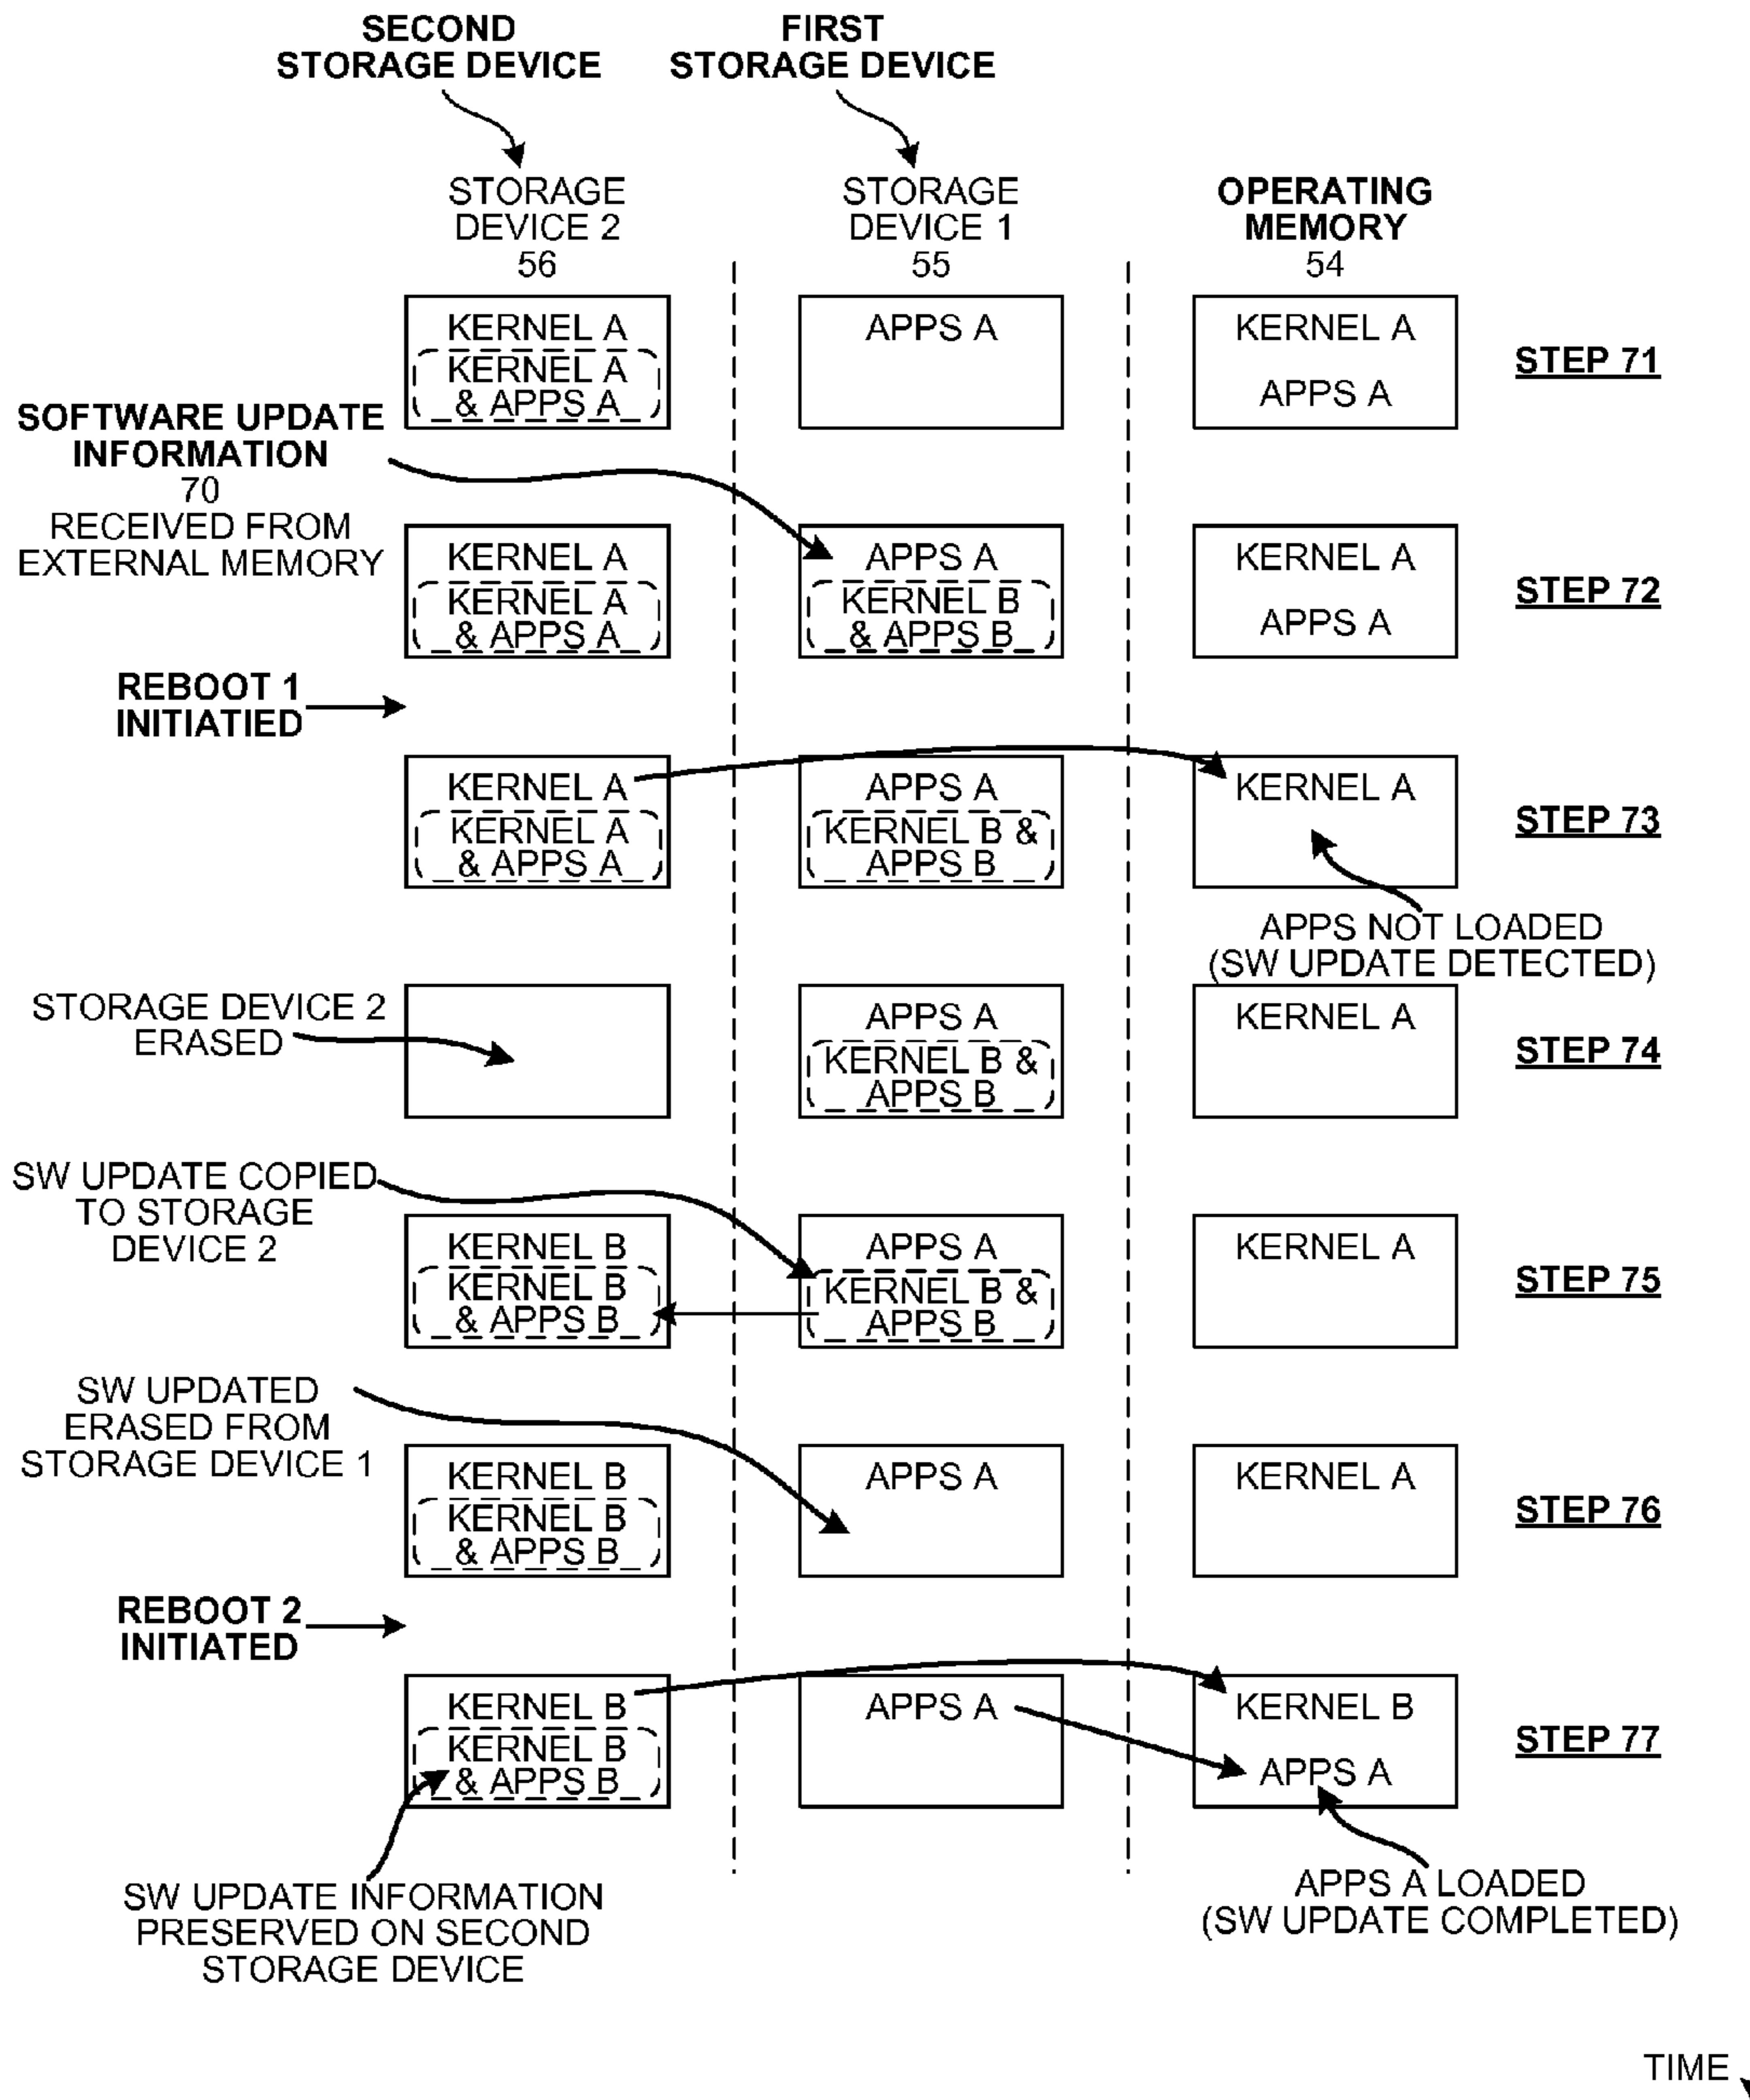 SECOND
STORAGE DEVICE
FIRST
STORAGE DEVICE
STORAGE
DEVICE 2
56
STORAGE
DEVICE 1
55
OPERATING
MEMORY
54
KERNEL A
KERNEL A
& APPS A
APPS A
KERNEL A
APPS A
STEP 71
SOFTWARE UPDATE
INFORMATION
70
RECEIVED FROM
EXTERNAL MEMORY
KERNEL A
KERNEL A
& APPS A
APPS A
KERNEL B
& APPS B
KERNEL A
APPS A
STEP 72
REBOOT 1
INITIATIED
KERNEL A
KERNEL A
& APPS A
APPS A
KERNEL B &
APPS B
KERNEL A
STEP 73
APPS NOT LOADED
(SW UPDATE DETECTED)
STORAGE DEVICE 2
ERASED
APPS A
KERNEL B &
APPS B
KERNEL A
STEP 74
SW UPDATE COPIED
TO STORAGE
DEVICE 2
KERNEL B
KERNEL B
& APPS B
APPS A
KERNEL B &
APPS B
KERNEL A
STEP 75
SW UPDATED
ERASED FROM
STORAGE DEVICE 1
KERNEL B
KERNEL B
& APPS B
APPS A
KERNEL A
STEP 76
REBOOT 2
INITIATED
KERNEL B
KERNEL B
& APPS B
APPS A
KERNEL B
APPS A
STEP 77
SW UPDATE INFORMATION
PRESERVED ON SECOND
STORAGE DEVICE
APPS A LOADED
(SW UPDATE COMPLETED)
TIME